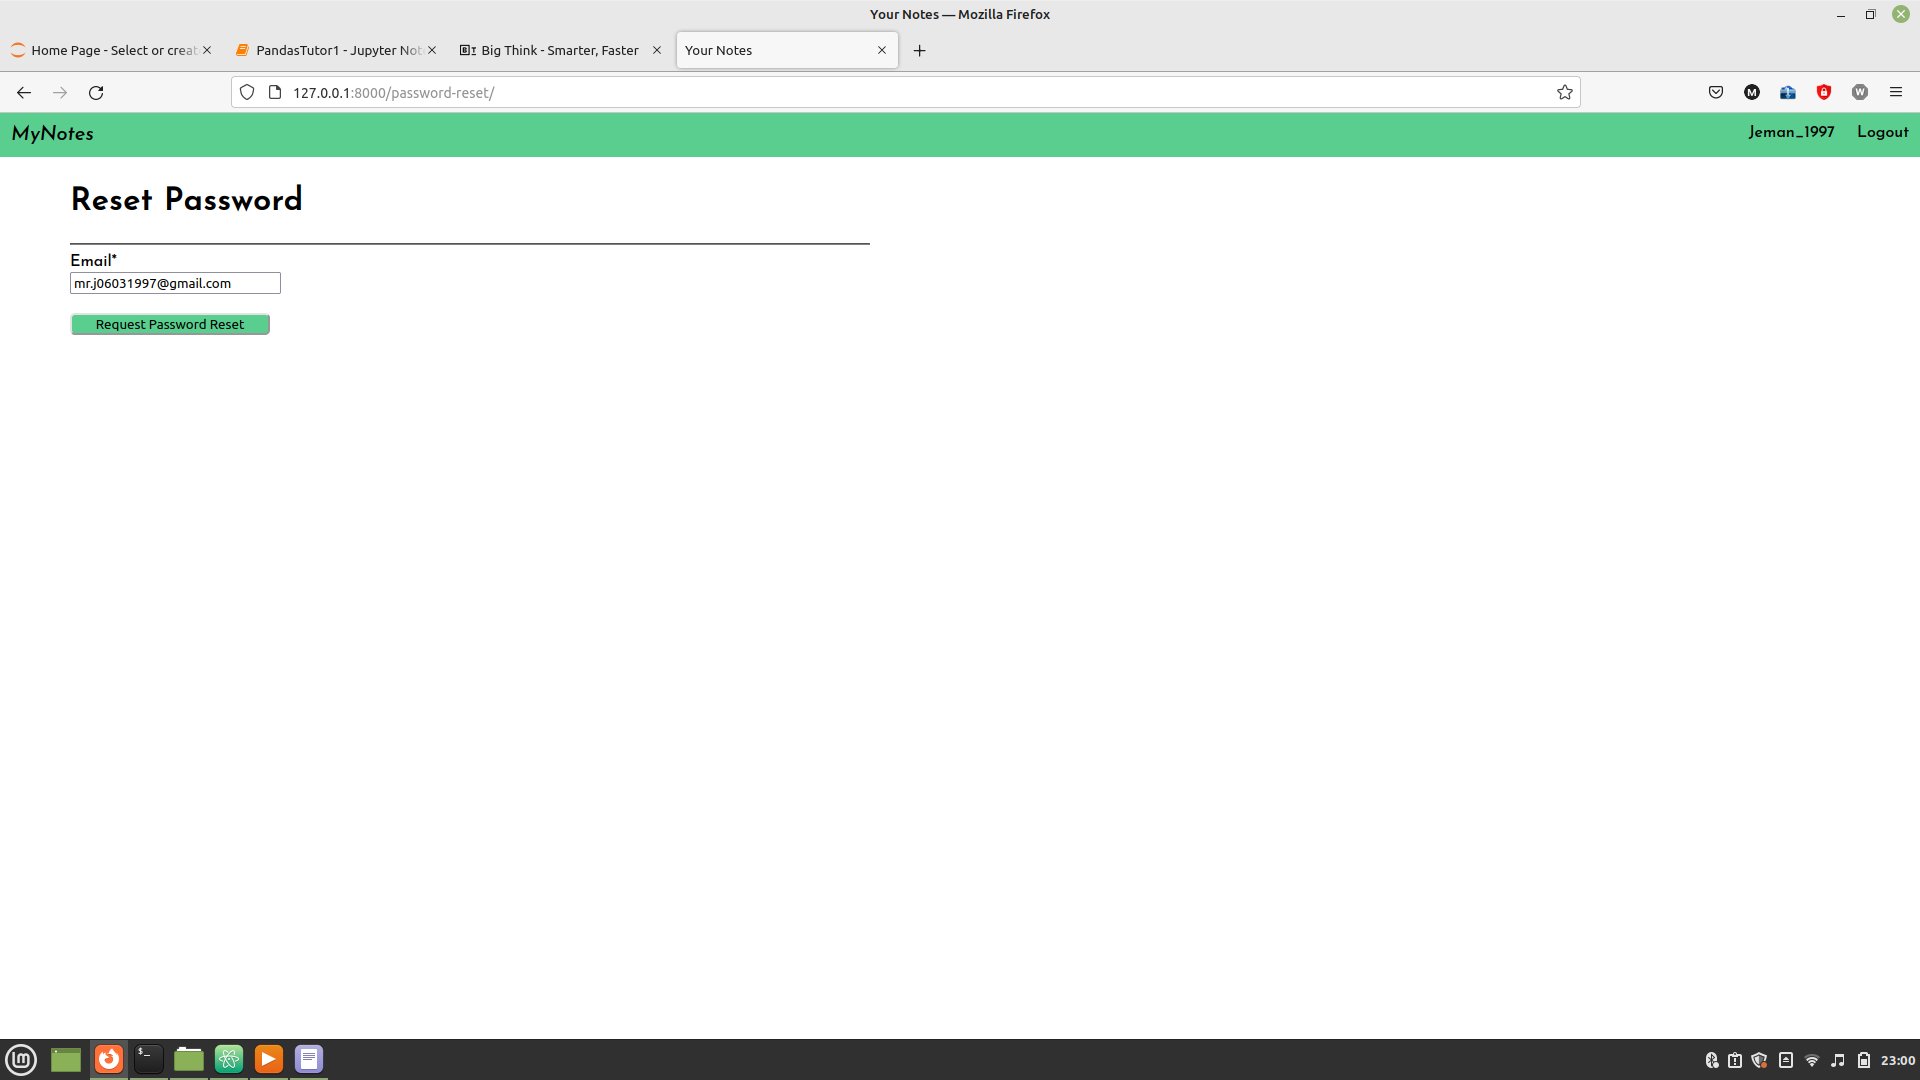 Your Notes — Mozilla Firefox
Home Page - Select or creat
PandasTutor1 - Jupyter Not
Big Think - Smarter, Faster
Your Notes
127.0.0.1:8000/password-reset/
MyNotes
Jeman_1997
Logout
Reset Password
Email*
mr.j06031997@gmail.com
Request Password Reset
23:00